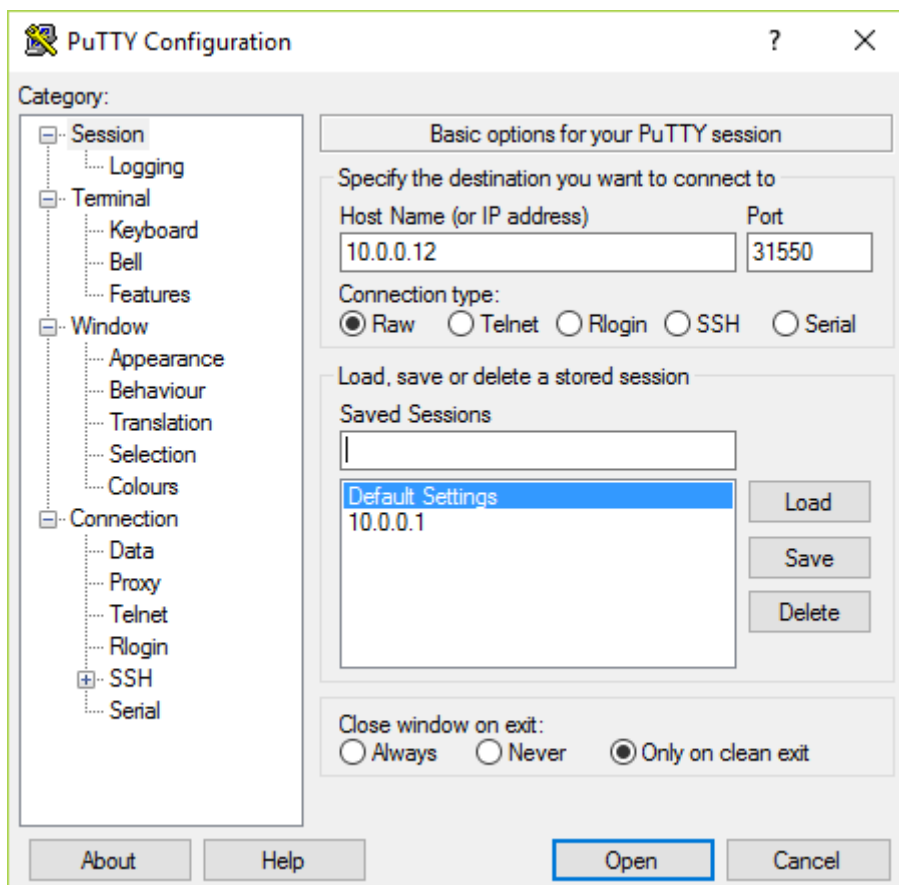 PuTTY Configuration
?
Category:
Session
Logging
Terminal
Keyboard
Bell
Features
Window
Appearance
Behaviour
Translation
Selection
Colours
Connection
Data
Proxy
Telnet
Rlogin
SSH
Serial
Basic options for your PuTTY session
Specify the destination you want to connect to
Host Name (or IP address) Port
10.0.0.12 31550
Connection type:
Raw Telnet Rlogin SSH Serial
Load, save or delete a stored session
Saved Sessions
Default Settings
10.0.0.1
Load
Save
Delete
Close window on exit:
Always Never Only on clean exit
About Help Open Cancel